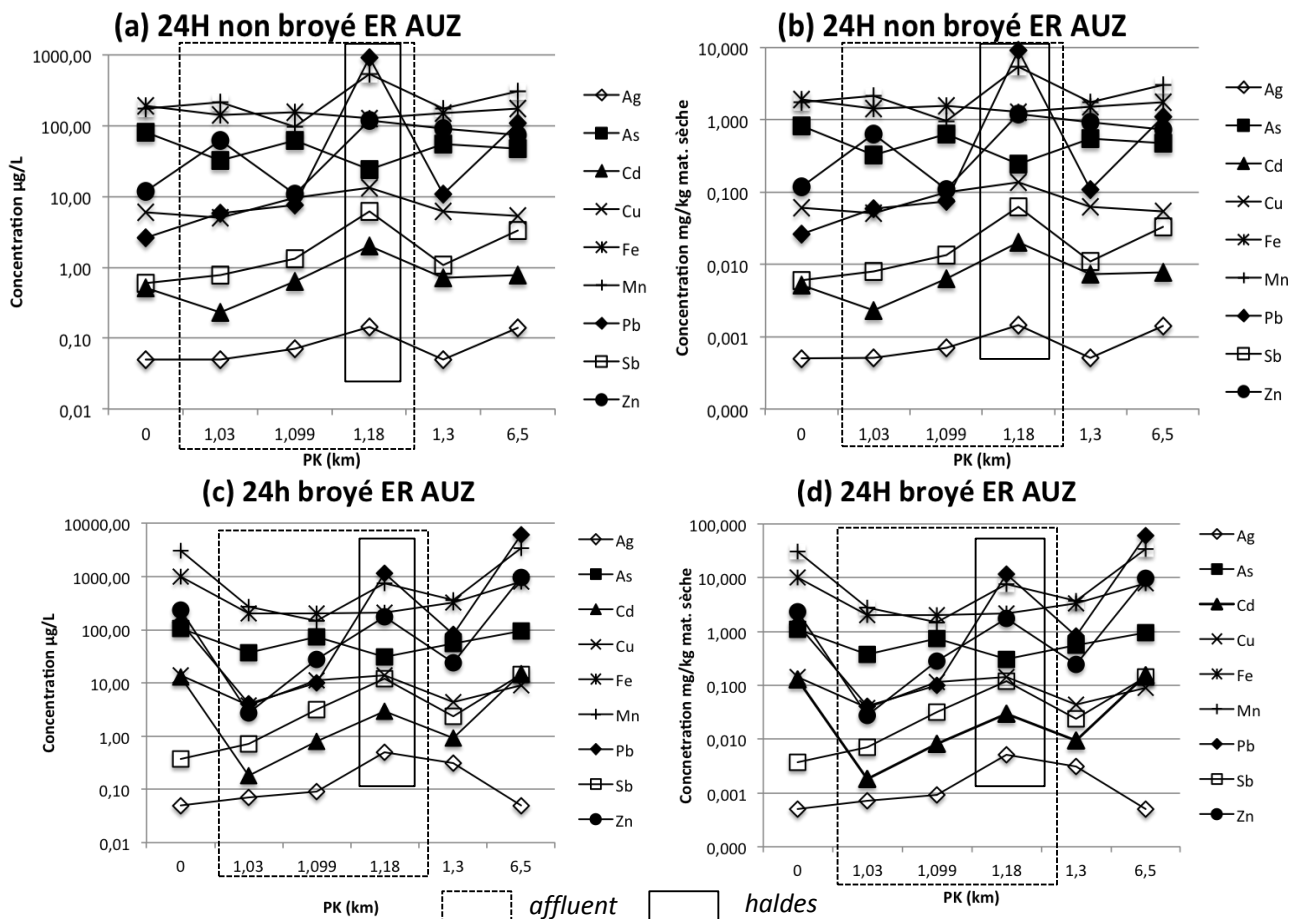 (a) 24H non broyé ER AUZ
Concentration µg/L
1000,00
100,00
10,00
1,00
0,10
0,01
0 1,03 1,099 1,18 1,3 6,5
PK (km)
Ag
As
Cd
Cu
Fe
Mn
Pb
Sb
Zn
(b) 24H non broyé ER AUZ
Concentration mg/kg mat. sèche
10,000
1,000
0,100
0,010
0,001
0,000
0 1,03 1,099 1,18 1,3 6,5
PK (km)
Ag
As
Cd
Cu
Fe
Mn
Pb
Sb
Zn
(c) 24h broyé ER AUZ
Concentration µg/L
10000,00
1000,00
100,00
10,00
1,00
0,10
0,01
0 1,03 1,099 1,18 1,3 6,5
PK (km)
Ag
As
Cd
Cu
Fe
Mn
Pb
Sb
Zn
(d) 24H broyé ER AUZ
Concnetration mg/kg mat. sèche
100,000
10,000
1,000
0,100
0,010
0,001
0,000
0 1,03 1,099 1,18 1,3 6,5
PK (km)
Ag
As
Cd
Cu
Fe
Mn
Pb
Sb
Zn
affluent haldes